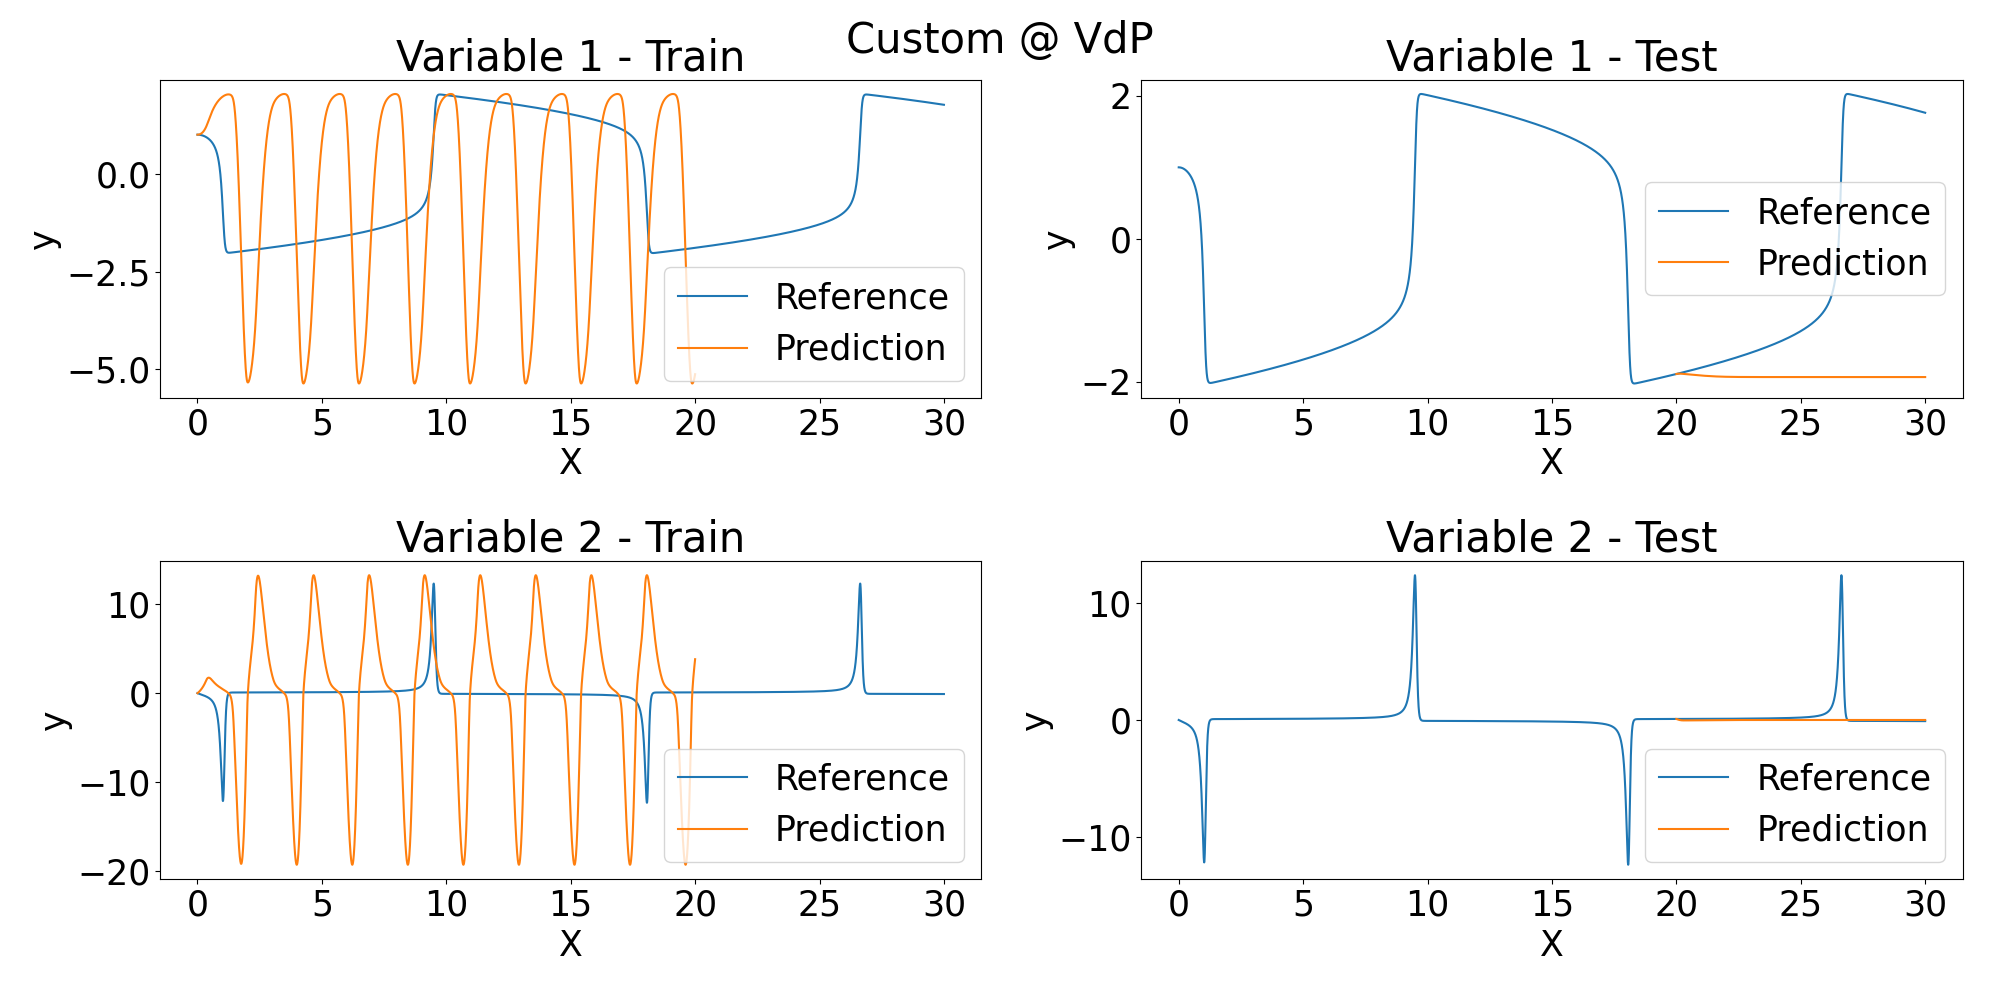 Custom @ VdP
Variable 1 - Train
0.0
−2.5
−5.0
y
0 5 10 15 20 25 30
X
Reference
Prediction
Variable 1 - Test
2
0
−2
y
0 5 10 15 20 25 30
X
Reference
Prediction
Variable 2 - Train
10
0
−10
−20
y
0 5 10 15 20 25 30
X
Reference
Prediction
Variable 2 - Test
10
0
−10
y
0 5 10 15 20 25 30
X
Reference
Prediction